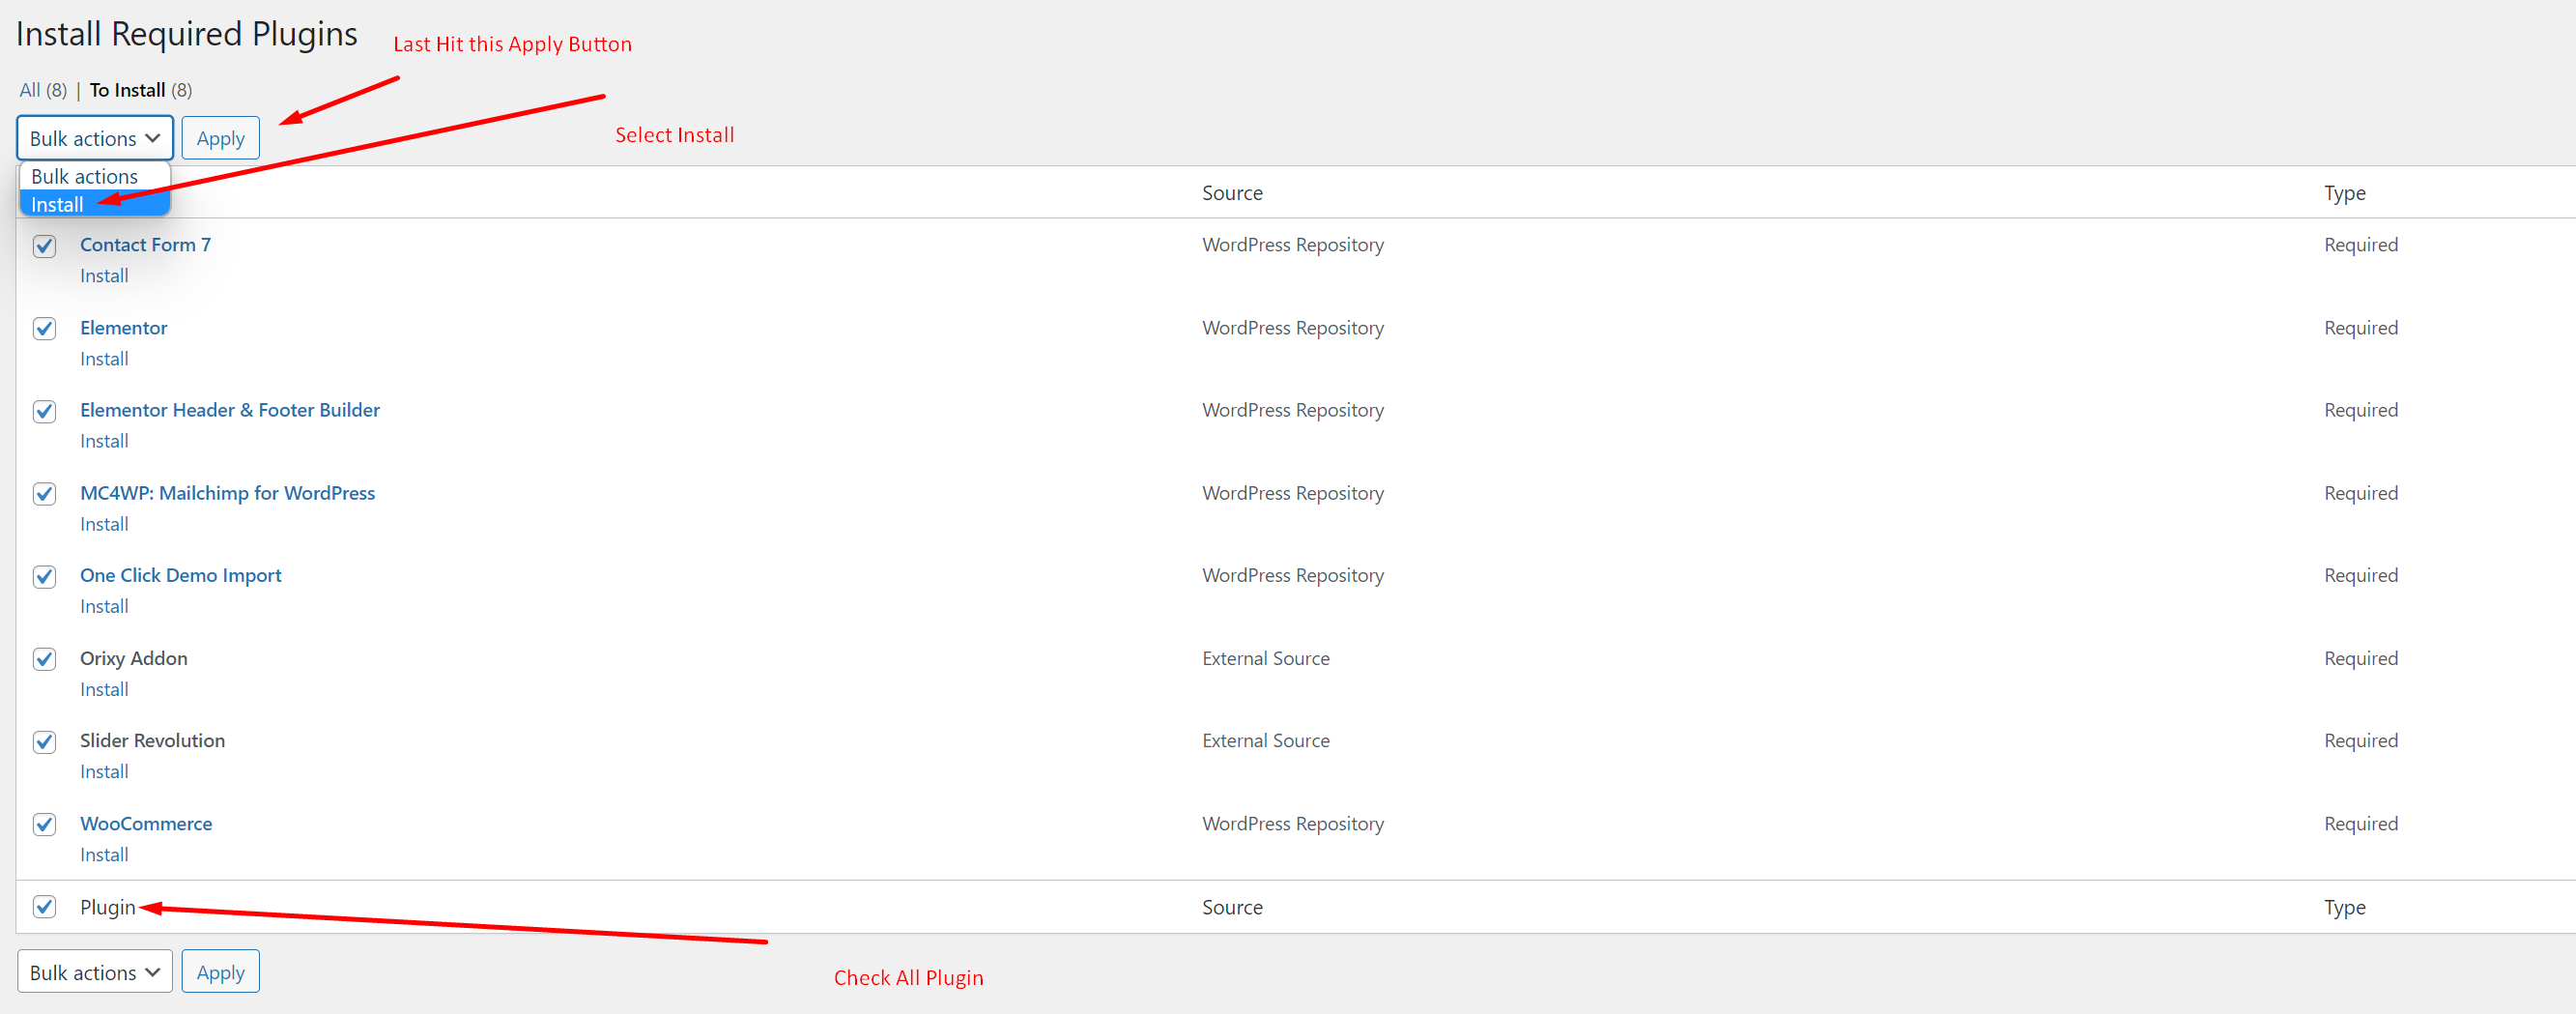 Install Required Plugins
Last Hit this Apply Button
All (8) | To Install (8)
Bulk actions Apply
Select Install
Bulk actions
Install
Source Type
Contact Form 7 WordPress Repository Required
Install
Elementor WordPress Repository Required
Install
Elementor Header & Footer Builder WordPress Repository Required
Install
MC4WP: Mailchimp for WordPress WordPress Repository Required
Install
One Click Demo Import WordPress Repository Required
Install
Orixy Addon External Source Required
Install
Slider Revolution External Source Required
Install
WooCommerce WordPress Repository Required
Install
Plugin Source Type
Bulk actions Apply
Check All Plugin